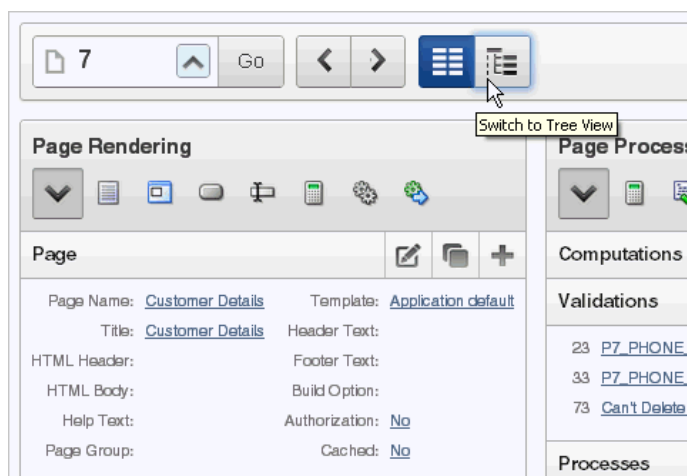 7 Go
Switch to Tree View
Page Rendering
Page
Page Name: Customer Details Template: Application default
Title: Customer Details Header Text:
HTML Header: Footer Text:
HTML Body: Build Option:
Help Text: Authorization: No
Page Group: Cached: No
Page Process
Computations
Validations
23 P7_PHONE_
33 P7_PHONE_
73 Can't Delete
Processes